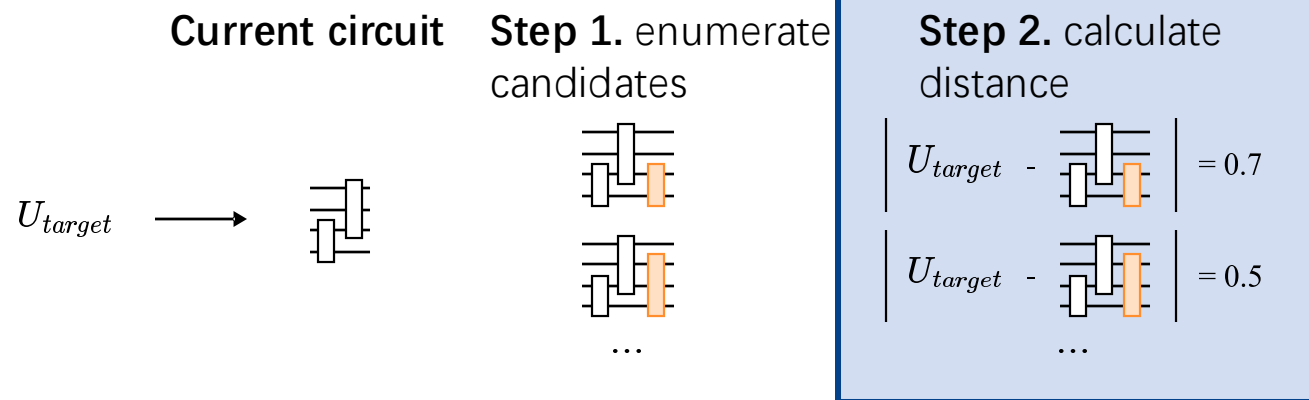 Current circuit
Step 1. enumerate
candidates
Step 2. calculate
distance
U_target
| U_target - | = 0.7
| U_target - | = 0.5
...
...